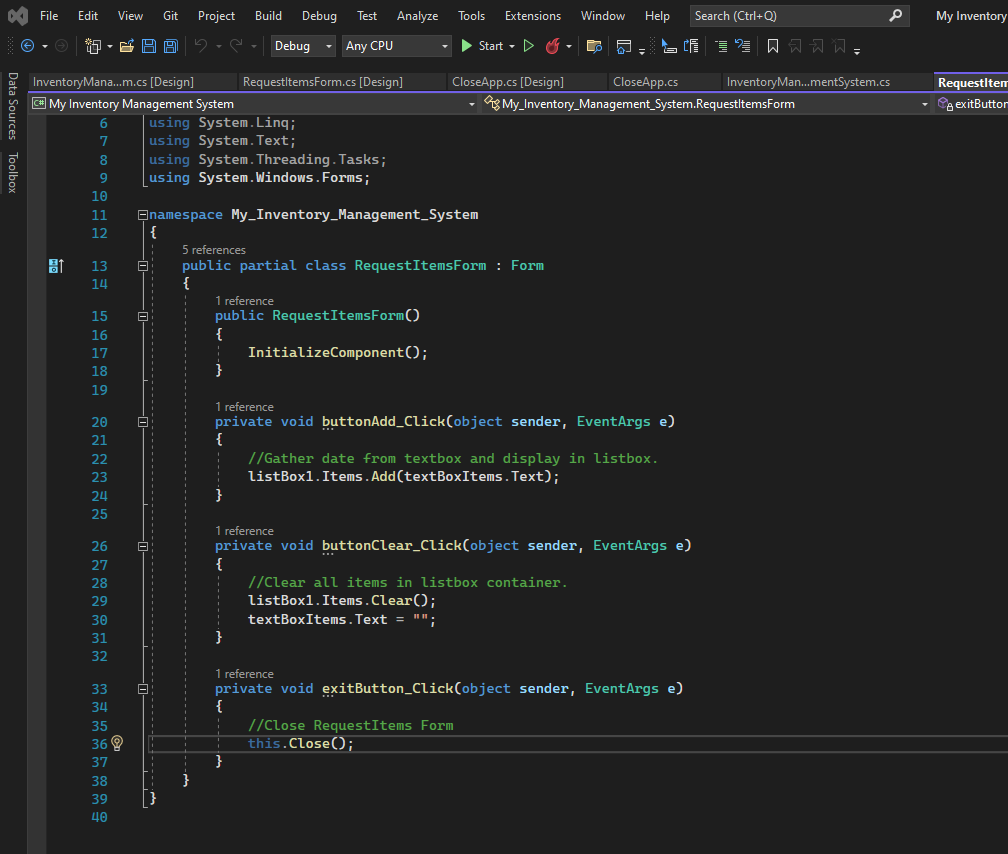 File Edit View Git Project Build Debug Test Analyze Tools Extensions Window Help Search (Ctrl+Q) My Inventory
Debug Any CPU Start
InventoryMana...m.cs [Design] RequestItemsForm.cs [Design] CloseApp.cs [Design] CloseApp.cs InventoryMan...mentSystem.cs RequestItem
C# My Inventory Management System My_Inventory_Management_System.RequestItemsForm exitButton
Data Sources
Toolbox
6 using System.Linq;
7 using System.Text;
8 using System.Threading.Tasks;
9 using System.Windows.Forms;
10
11 namespace My_Inventory_Management_System
12 {
5 references
13 public partial class RequestItemsForm : Form
14 {
1 reference
15 public RequestItemsForm()
16 {
17 InitializeComponent();
18 }
19
1 reference
20 private void buttonAdd_Click(object sender, EventArgs e)
21 {
22 //Gather date from textbox and display in listbox.
23 listBox1.Items.Add(textBoxItems.Text);
24 }
25
1 reference
26 private void buttonClear_Click(object sender, EventArgs e)
27 {
28 //Clear all items in listbox container.
29 listBox1.Items.Clear();
30 textBoxItems.Text = "";
31 }
32
1 reference
33 private void exitButton_Click(object sender, EventArgs e)
34 {
35 //Close RequestItems Form
36 this.Close();
37 }
38 }
39 }
40